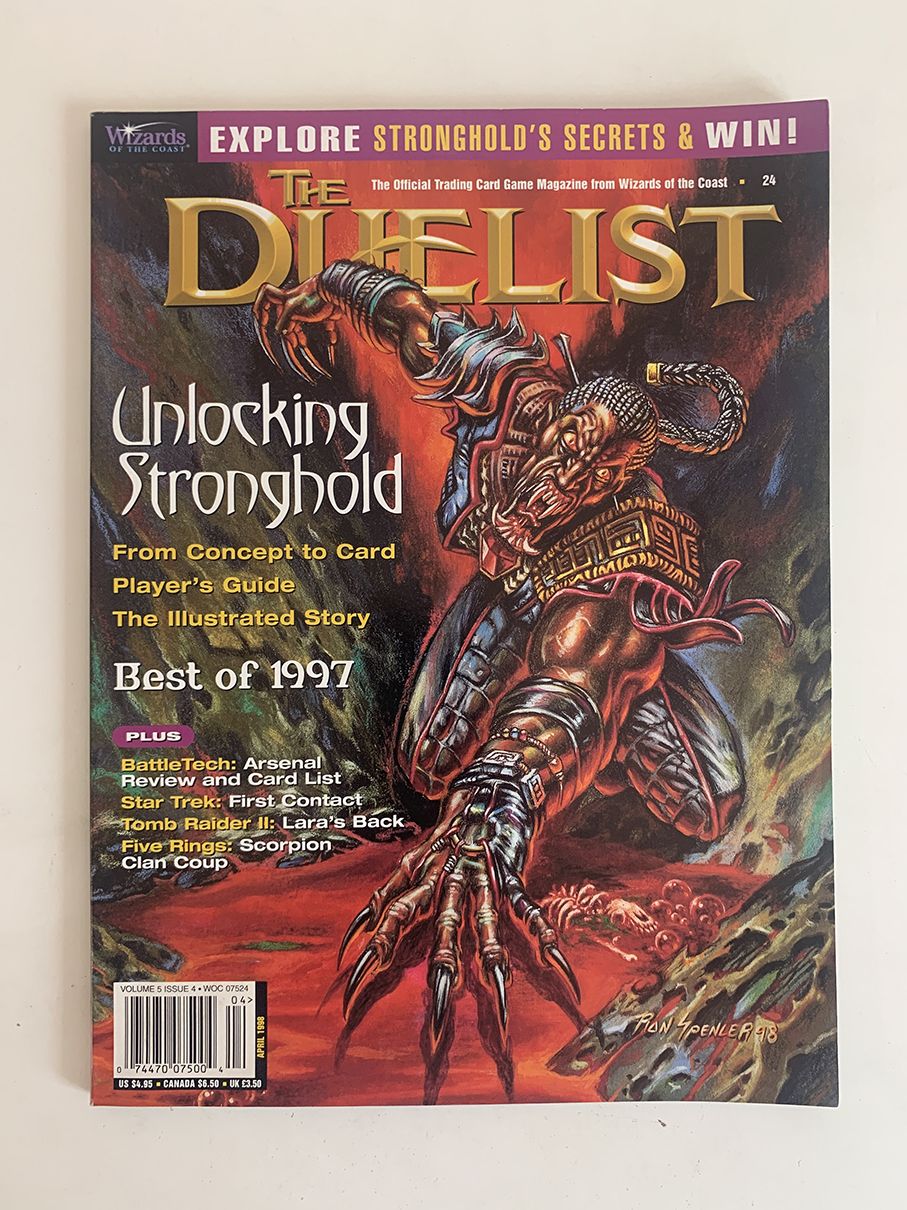 Wizards
OF THE COAST
EXPLORE STRONGHOLD'S SECRETS & WIN!
The Official Trading Card Game Magazine from Wizards of the Coast ▪ 24
THE
DUELIST
Unlocking
Stronghold
From Concept to Card
Player's Guide
The Illustrated Story
Best of 1997
PLUS
BattleTech: Arsenal
Review and Card List
Star Trek: First Contact
Tomb Raider II: Lara's Back
Five Rings: Scorpion
Clan Coup
VOLUME 5 ISSUE 4 • WOC 07524
04>
0 74470 07500 4
APRIL 1998
US $4.95 ▪ CANADA $6.50 ▪ UK £3.50
RON SPENCER 98